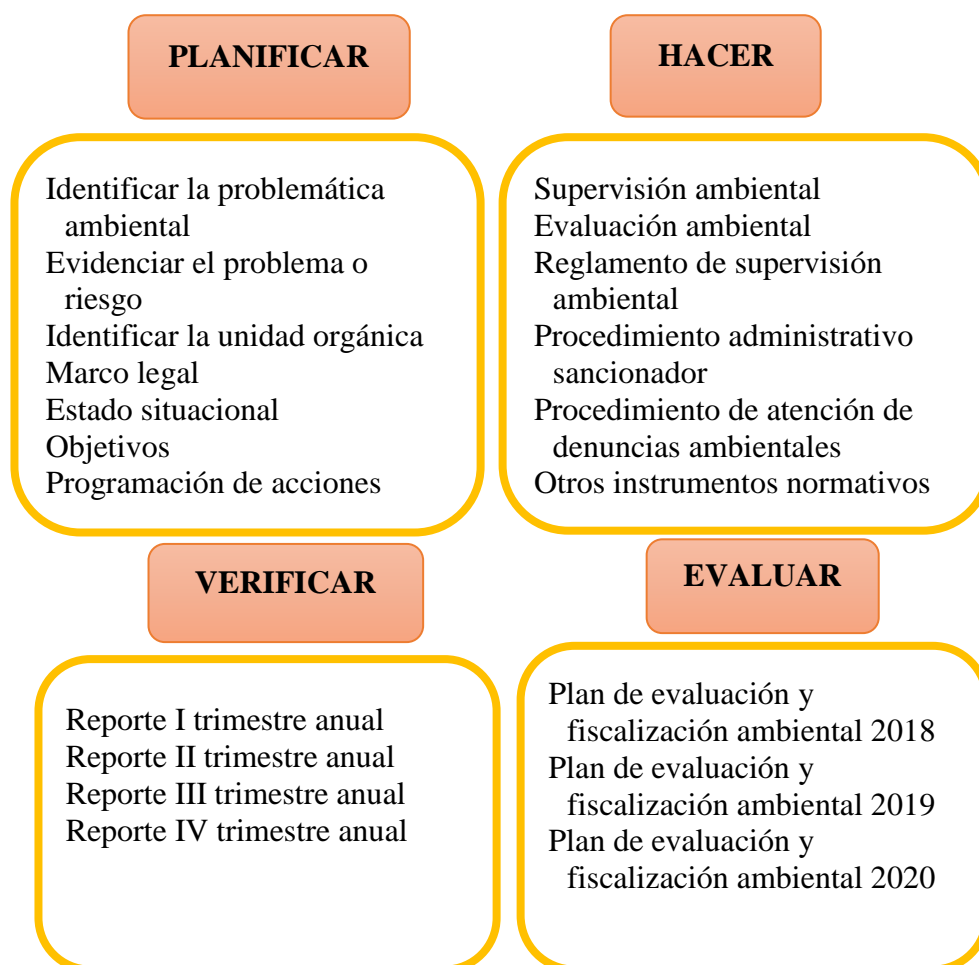 PLANIFICAR
Identificar la problemática
ambiental
Evidenciar el problema o
riesgo
Identificar la unidad orgánica
Marco legal
Estado situacional
Objetivos
Programación de acciones
HACER
Supervisión ambiental
Evaluación ambiental
Reglamento de supervisión
ambiental
Procedimiento administrativo
sancionador
Procedimiento de atención de
denuncias ambientales
Otros instrumentos normativos
VERIFICAR
Reporte I trimestre anual
Reporte II trimestre anual
Reporte III trimestre anual
Reporte IV trimestre anual
EVALUAR
Plan de evaluación y
fiscalización ambiental 2018
Plan de evaluación y
fiscalización ambiental 2019
Plan de evaluación y
fiscalización ambiental 2020